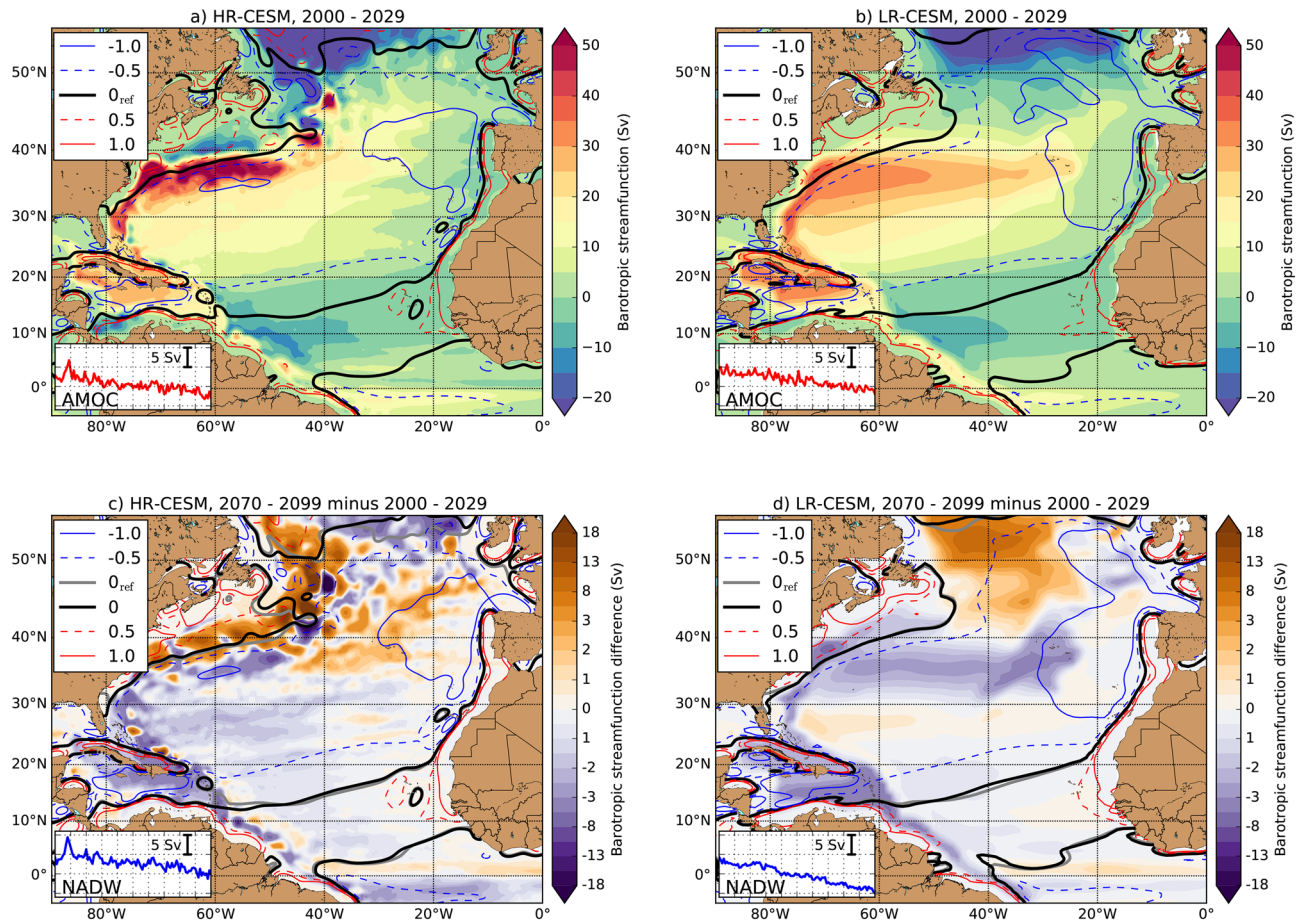 a) HR-CESM, 2000 - 2029
-1.0
-0.5
0ref
0.5
1.0
50°N
40°N
30°N
20°N
10°N
0°
80°W 60°W 40°W 20°W 0°
5 Sv
AMOC
50
40
30
20
10
0
−10
−20
Barotropic streamfunction (Sv)
b) LR-CESM, 2000 - 2029
-1.0
-0.5
0ref
0.5
1.0
50°N
40°N
30°N
20°N
10°N
0°
80°W 60°W 40°W 20°W 0°
5 Sv
AMOC
50
40
30
20
10
0
−10
−20
Barotropic streamfunction (Sv)
c) HR-CESM, 2070 - 2099 minus 2000 - 2029
-1.0
-0.5
0ref
0
0.5
1.0
50°N
40°N
30°N
20°N
10°N
0°
80°W 60°W 40°W 20°W 0°
5 Sv
NADW
18
13
8
3
2
1
0
1
-2
-3
-8
-13
-18
Barotropic streamfunction difference (Sv)
d) LR-CESM, 2070 - 2099 minus 2000 - 2029
-1.0
-0.5
0ref
0
0.5
1.0
50°N
40°N
30°N
20°N
10°N
0°
80°W 60°W 40°W 20°W 0°
5 Sv
NADW
18
13
8
3
2
1
0
1
-2
-3
-8
-13
-18
Barotropic streamfunction difference (Sv)